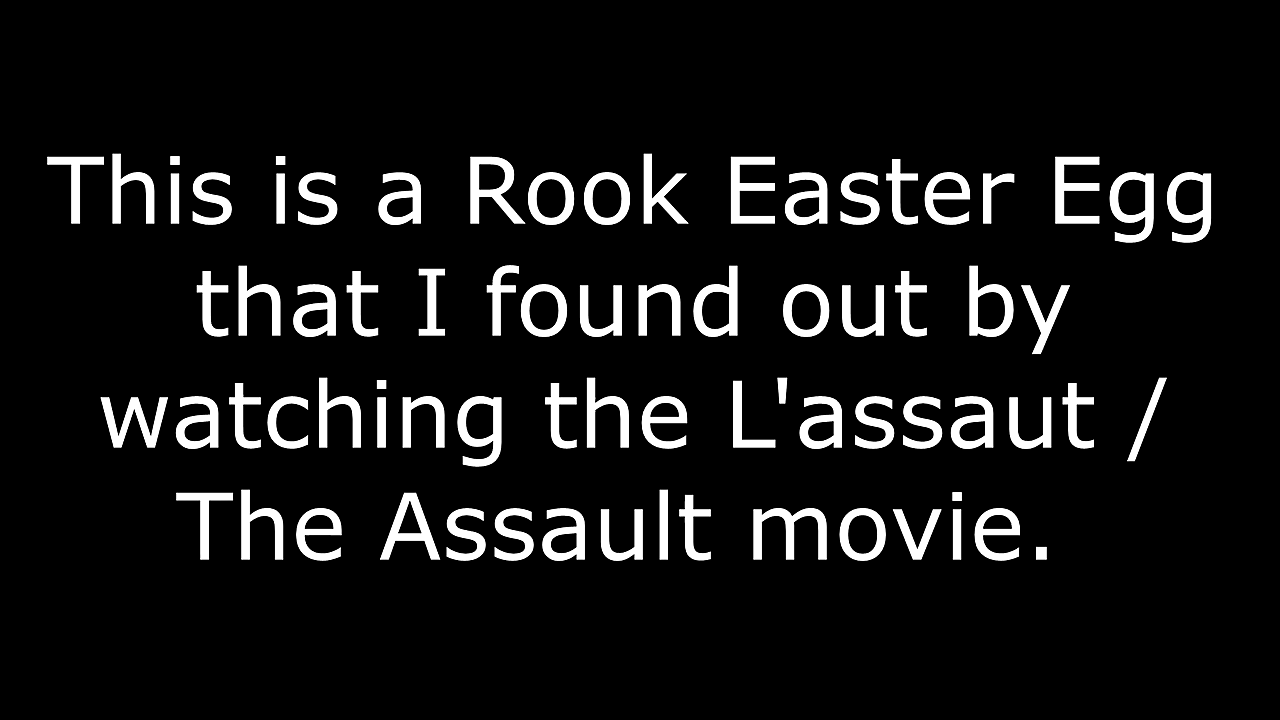 This is a Rook Easter Egg
that I found out by
watching the L'assaut /
The Assault movie.